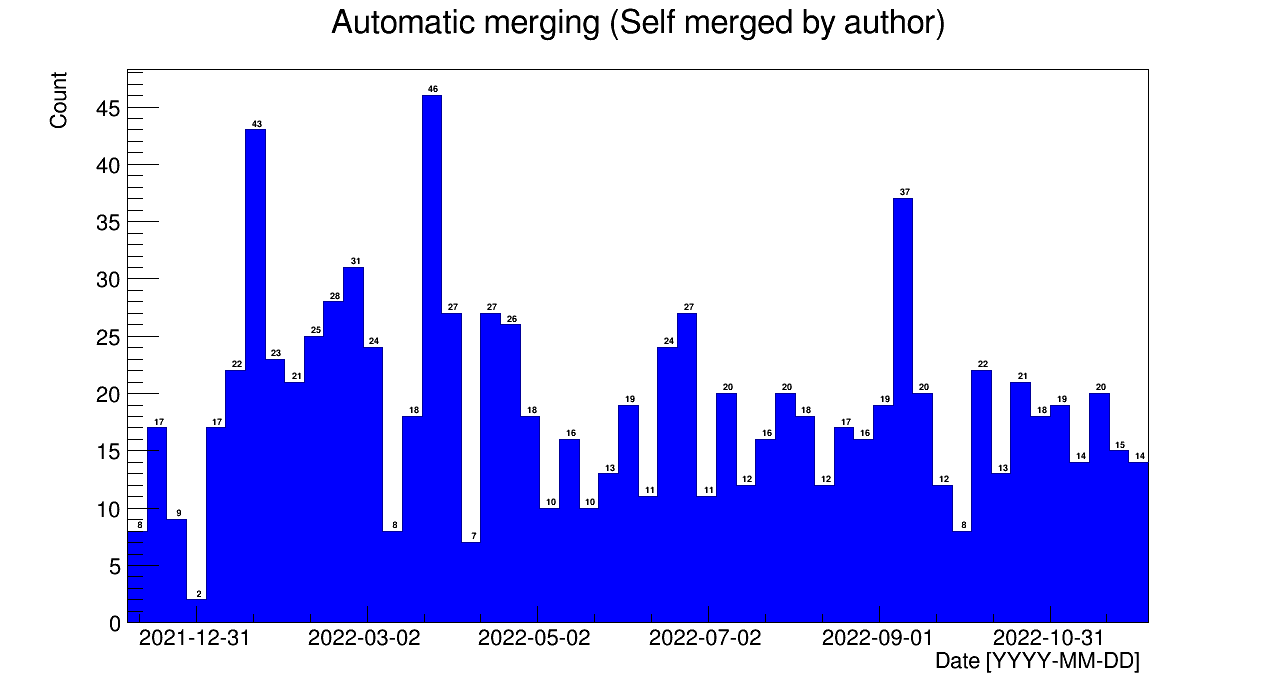 Automatic merging (Self merged by author)
Count
45
40
35
30
25
20
15
10
5
0
8 17 9 2 17 22 43 23 21 25 28 31 24 8 18 46 27 7 27 26 18 10 16 10 13 19 11 24 27 11 20 12 16 20 18 12 17 16 19 37 20 12 8 22 13 21 18 19 14 20 15 14
2021-12-31 2022-03-02 2022-05-02 2022-07-02 2022-09-01 2022-10-31
Date [YYYY-MM-DD]